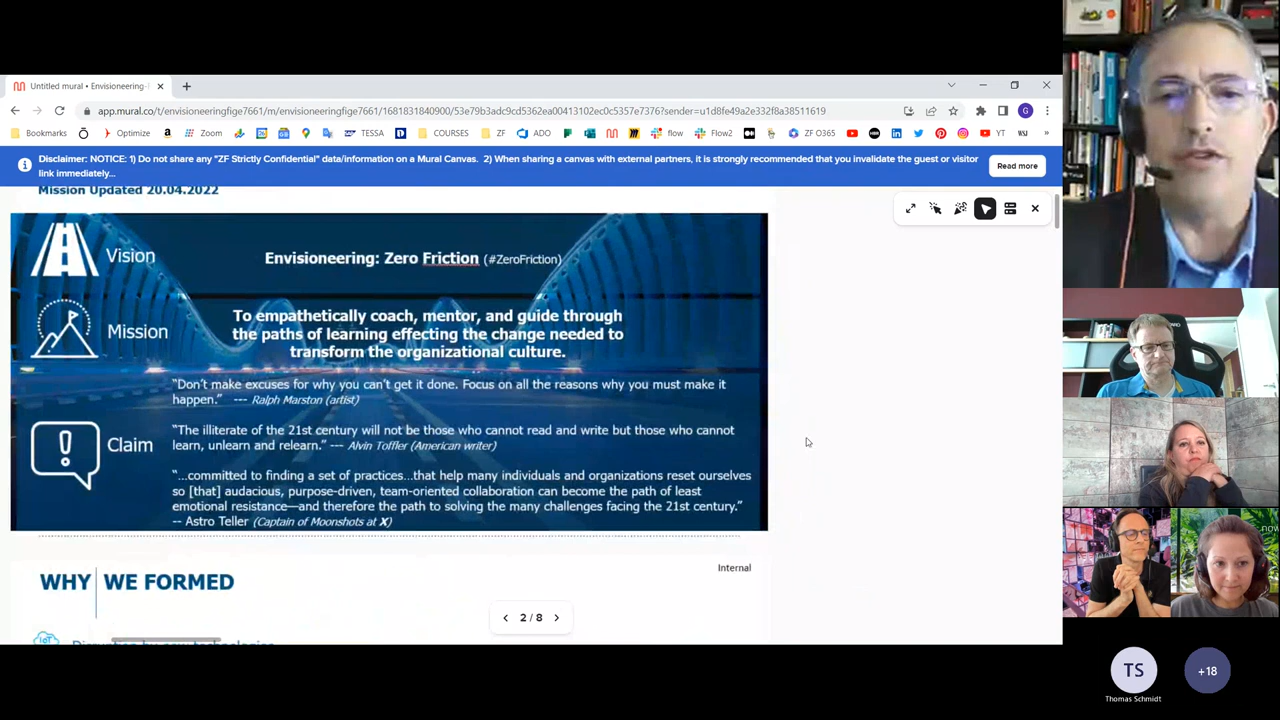 Untitled mural • Envisioneering-
app.mural.co/t/envisioneeringfige7661/m/envisioneeringfige7661/1681831840900/53e79b3adc9cd5362ea00413102ec0c5357e7376?sender=u1d8fe49a2e332f8a38511619
G
Bookmarks
Optimize
Zoom
TESSA
COURSES
ZF
ADO
flow
Flow2
ZF O365
YT
WSJ
»
Disclaimer: NOTICE: 1) Do not share any "ZF Strictly Confidential" data/information on a Mural Canvas. 2) When sharing a canvas with external partners, it is strongly recommended that you invalidate the guest or visitor
link immediately...
Read more
Mission Updated 20.04.2022
Vision
Envisioneering: Zero Friction (#ZeroFriction)
Mission
To empathetically coach, mentor, and guide through
the paths of learning effecting the change needed to
transform the organizational culture.
"Don't make excuses for why you can't get it done. Focus on all the reasons why you must make it
happen." --- Ralph Marston (artist)
Claim
"The illiterate of the 21st century will not be those who cannot read and write but those who cannot
learn, unlearn and relearn." --- Alvin Toffler (American writer)
"...committed to finding a set of practices...that help many individuals and organizations reset ourselves
so [that] audacious, purpose-driven, team-oriented collaboration can become the path of least
emotional resistance—and therefore the path to solving the many challenges facing the 21st century."
-- Astro Teller (Captain of Moonshots at X)
Internal
WHY WE FORMED
2 / 8
IoT
Disruption by new technologies
now
TS
Thomas Schmidt
+18